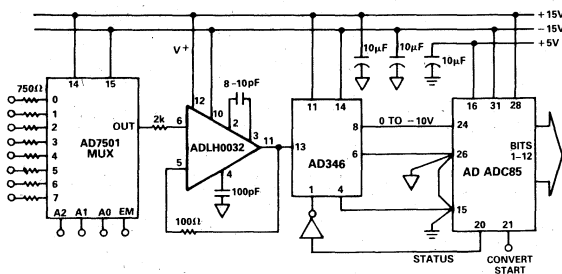 +15V
-15V
+5V
V+
10μF
10μF
10μF
8-10pF
750Ω
14
15
12
10
11
14
16
31
28
0
1
2
3
4
5
6
7
AD7501
MUX
OUT
2k
6
5
2
3
4
11
ADLH0032
100pF
100Ω
13
8
6
1
4
AD346
0 TO -10V
24
26
15
20
21
AD ADC85
BITS
1-12
A2
A1
A0
EM
STATUS
CONVERT
START